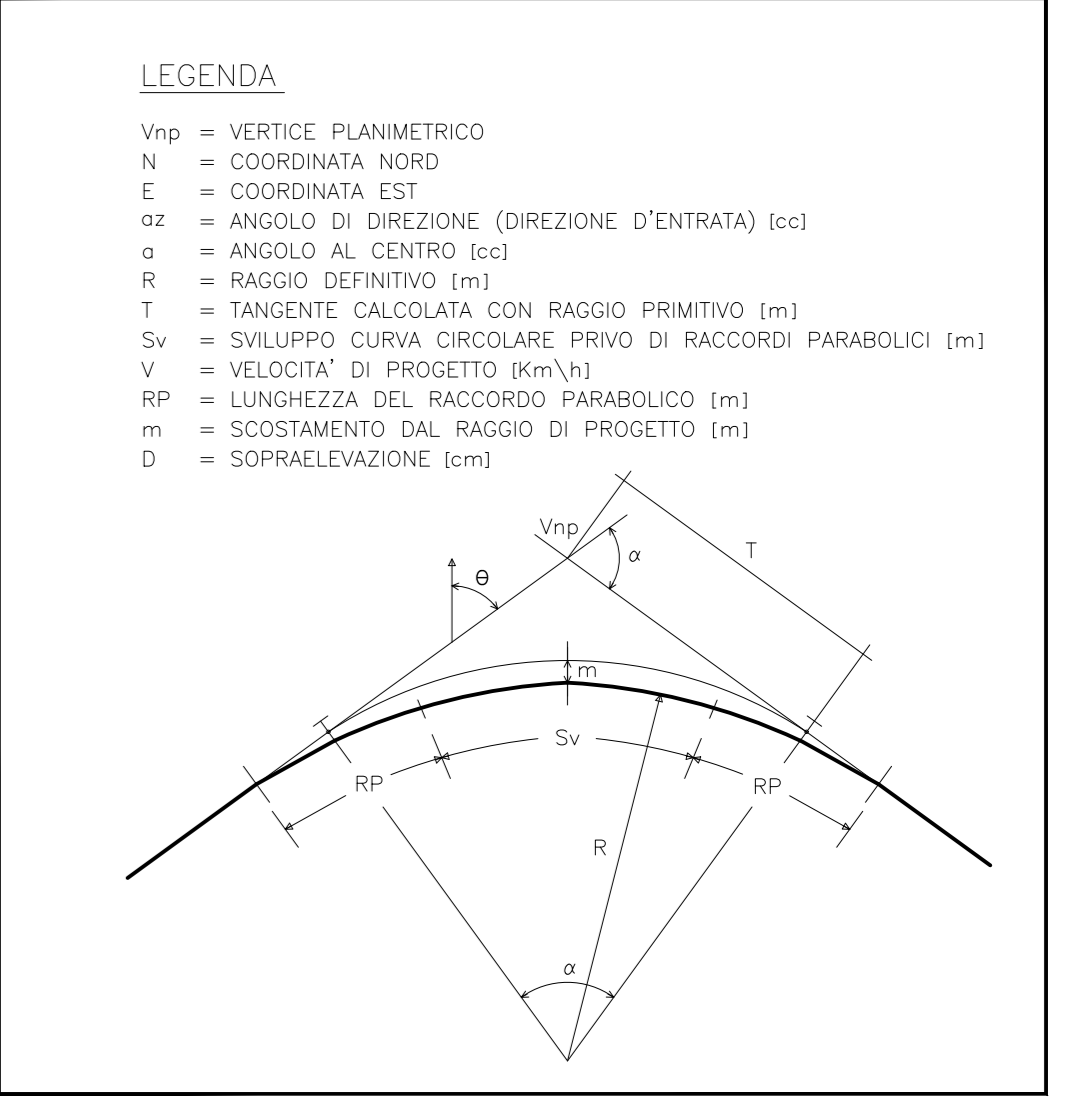 LEGENDA
Vnp = VERTICE PLANIMETRICO
N = COORDINATA NORD
E = COORDINATA EST
az = ANGOLO DI DIREZIONE (DIREZIONE D'ENTRATA) [cc]
a = ANGOLO AL CENTRO [cc]
R = RAGGIO DEFINITIVO [m]
T = TANGENTE CALCOLATA CON RAGGIO PRIMITIVO [m]
Sv = SVILUPPO CURVA CIRCOLARE PRIVO DI RACCORDI PARABOLICI [m]
V = VELOCITA' DI PROGETTO [Km\h]
RP = LUNGHEZZA DEL RACCORDO PARABOLICO [m]
m = SCOSTAMENTO DAL RAGGIO DI PROGETTO [m]
D = SOPRAELEVAZIONE [cm]
Vnp
T
α
θ
m
Sv
RP
RP
R
α